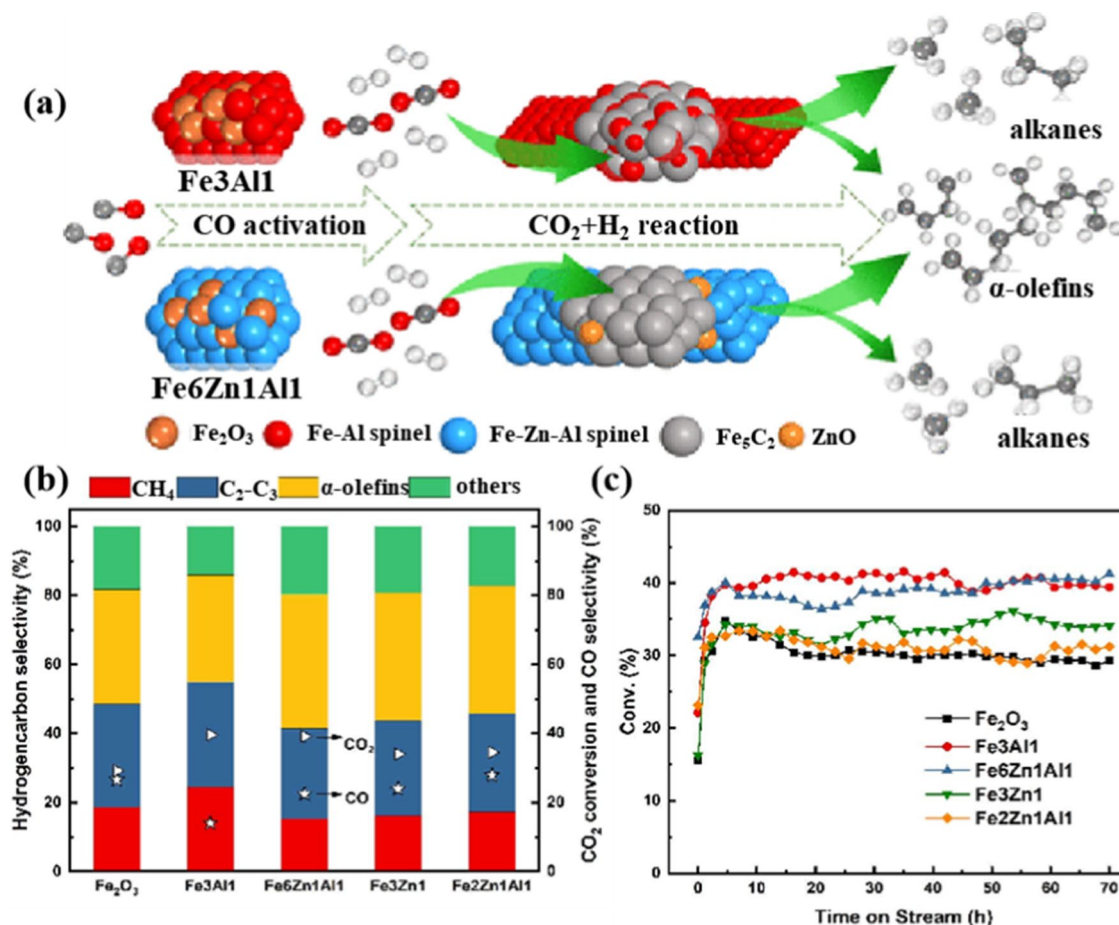 (a)
Fe3Al1
alkanes
CO activation
CO₂+H₂ reaction
α-olefins
Fe6Zn1Al1
alkanes
Fe₂O₃ Fe-Al spinel Fe-Zn-Al spinel Fe₅C₂ ZnO
(b)
CH₄ C₂-C₃ α-olefins others
Hydrogencarbon selectivity (%)
100
80
60
40
20
0
CO₂
CO
100
80
60
40
20
0
CO₂ conversion and CO selectivity (%)
Fe₂O₃ Fe3Al1 Fe6Zn1Al1 Fe3Zn1 Fe2Zn1Al1
(c)
Conv. (%)
50
40
30
20
10
0
Fe₂O₃
Fe3Al1
Fe6Zn1Al1
Fe3Zn1
Fe2Zn1Al1
0 10 20 30 40 50 60 70
Time on Stream (h)